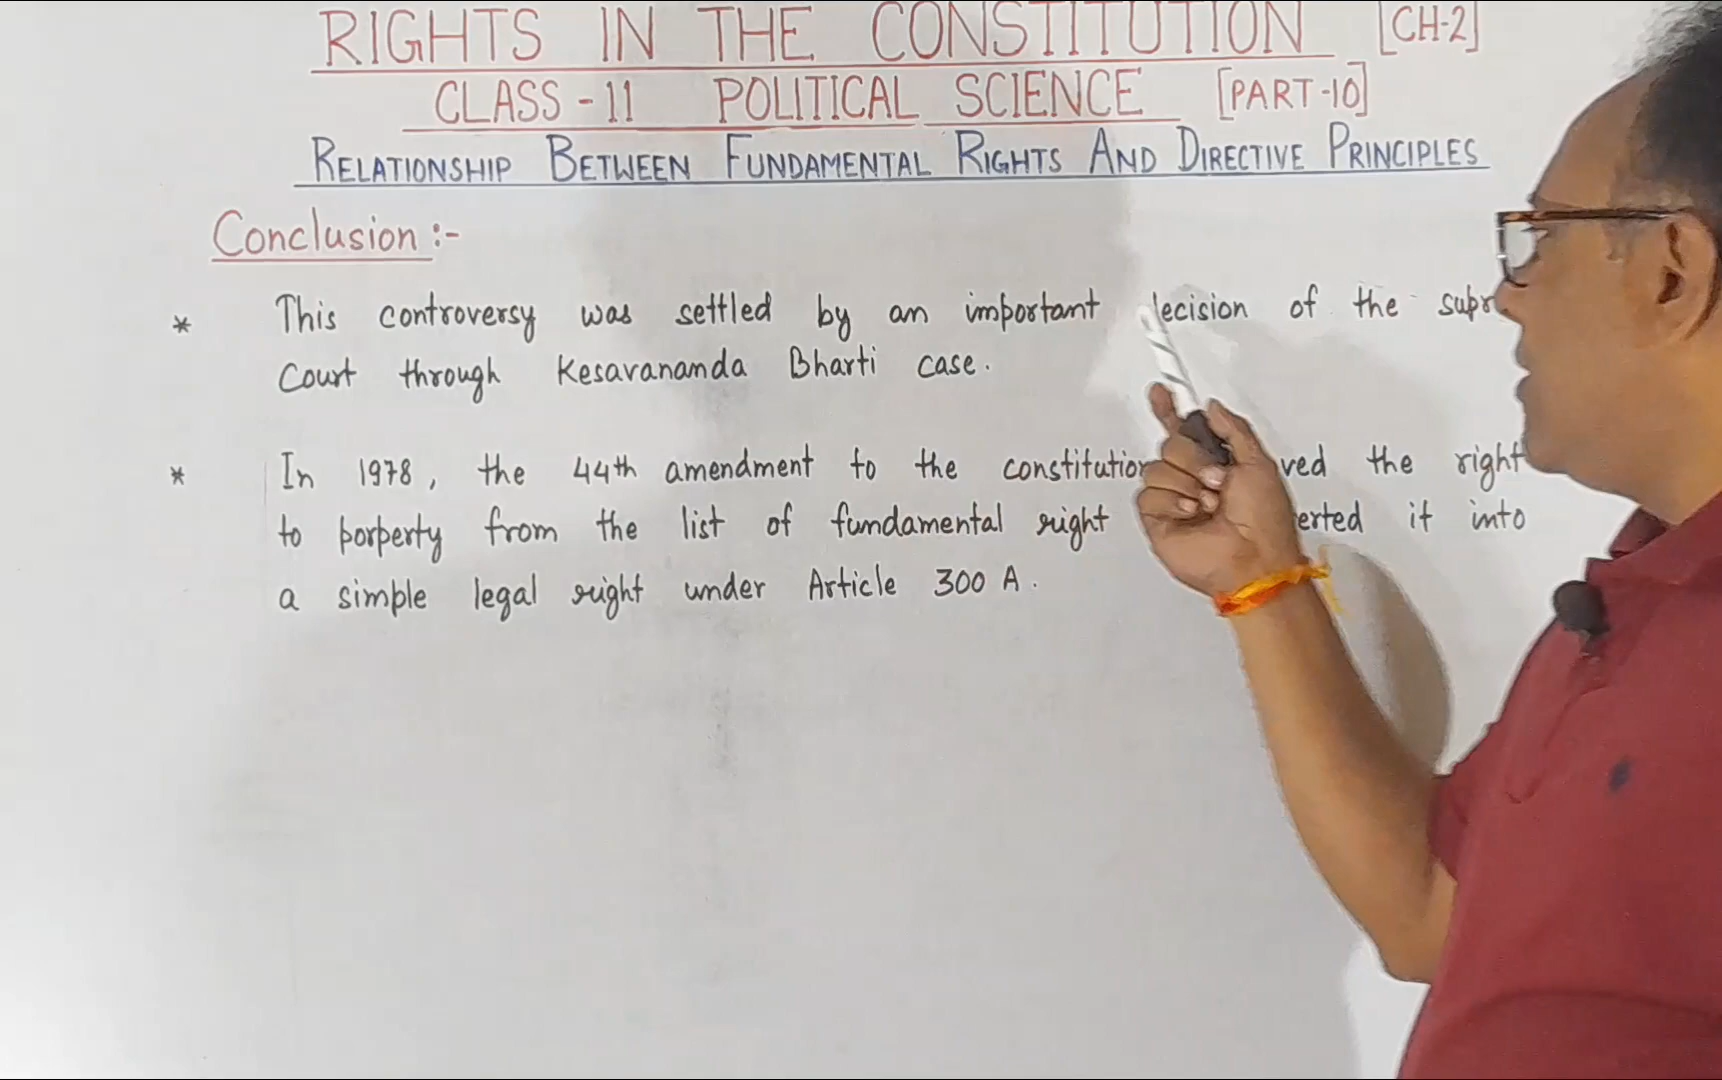 RIGHTS IN THE CONSTITUTION [CH-2]
CLASS - 11 POLITICAL SCIENCE [PART-10]
RELATIONSHIP BETWEEN FUNDAMENTAL RIGHTS AND DIRECTIVE PRINCIPLES
Conclusion :-
* This controversy was settled by an important ecision of the supr
Court through Kesavananda Bharti case.
* In 1978, the 44th amendment to the constitution ved the right
to porperty from the list of fundamental right erted it into
a simple legal right under Article 300 A.